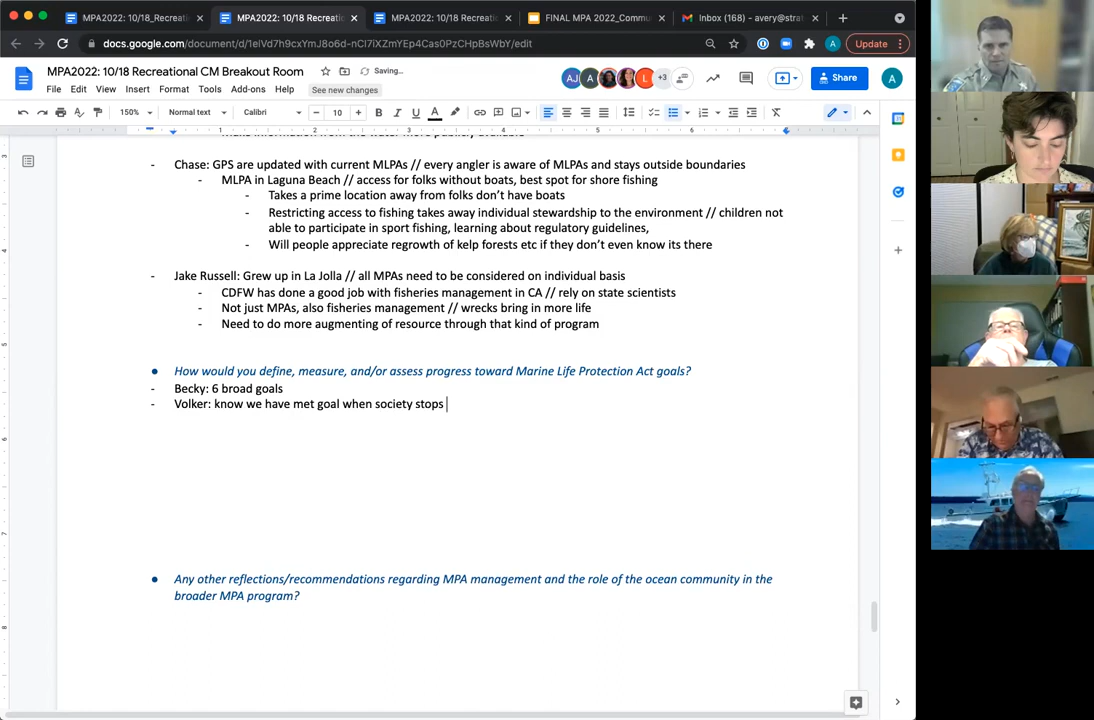 MPA2022: 10/18_Recreati
MPA2022: 10/18 Recreatio
MPA2022: 10/18 Recreatio
FINAL MPA 2022_Commu
Inbox (168) - avery@strat
docs.google.com/document/d/1elVd7h9cxYmJ8o6d-nCl7iXZmYEp4Cas0PzCHpBsWbY/edit
Update
MPA2022: 10/18 Recreational CM Breakout Room
Saving...
File Edit View Insert Format Tools Add-ons Help
See new changes
AJ A L +3
Share
A
150% Normal text Calibri 10 B I U A
- Chase: GPS are updated with current MLPAs // every angler is aware of MLPAs and stays outside boundaries
- MLPA in Laguna Beach // access for folks without boats, best spot for shore fishing
- Takes a prime location away from folks don't have boats
- Restricting access to fishing takes away individual stewardship to the environment // children not
able to participate in sport fishing, learning about regulatory guidelines,
- Will people appreciate regrowth of kelp forests etc if they don't even know its there
- Jake Russell: Grew up in La Jolla // all MPAs need to be considered on individual basis
- CDFW has done a good job with fisheries management in CA // rely on state scientists
- Not just MPAs, also fisheries management // wrecks bring in more life
- Need to do more augmenting of resource through that kind of program
● How would you define, measure, and/or assess progress toward Marine Life Protection Act goals?
- Becky: 6 broad goals
- Volker: know we have met goal when society stops
● Any other reflections/recommendations regarding MPA management and the role of the ocean community in the
broader MPA program?